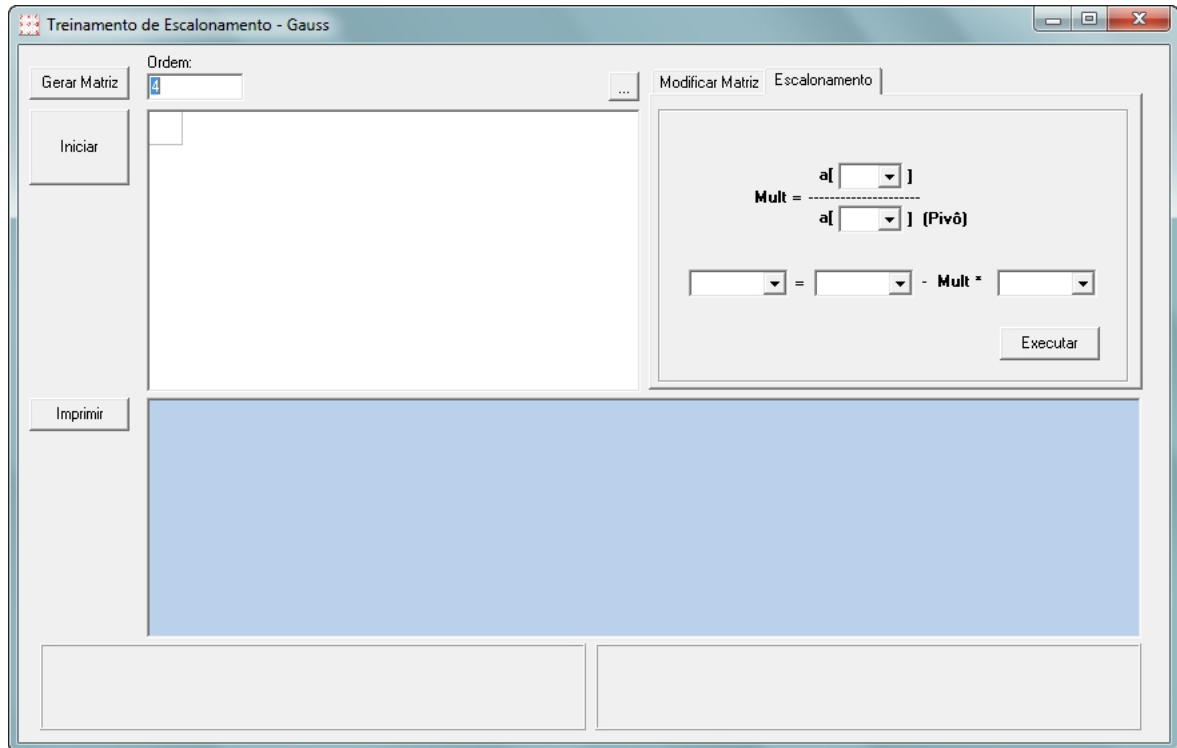 Treinamento de Escalonamento - Gauss
Ordem:
Gerar Matriz
4
...
Modificar Matriz Escalonamento
Iniciar
a[ ]
Mult = --------------------
a[ ] (Pivô)
= - Mult *
Executar
Imprimir